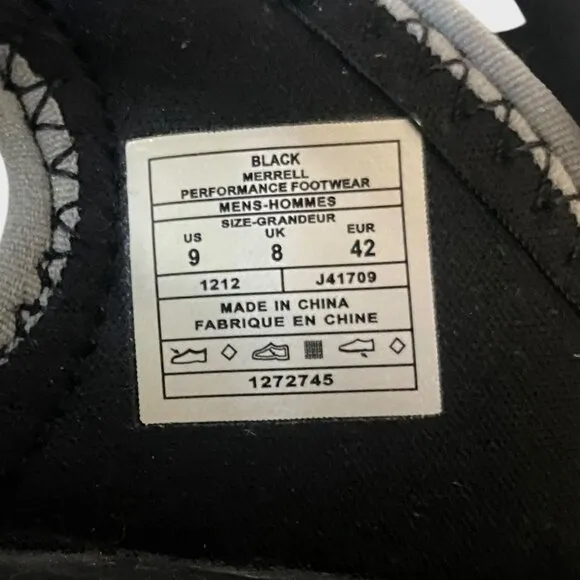 BLACK
MERRELL
PERFORMANCE FOOTWEAR
MENS-HOMMES
SIZE-GRANDEUR
US UK EUR
9 8 42
1212 J41709
MADE IN CHINA
FABRIQUE EN CHINE
1272745